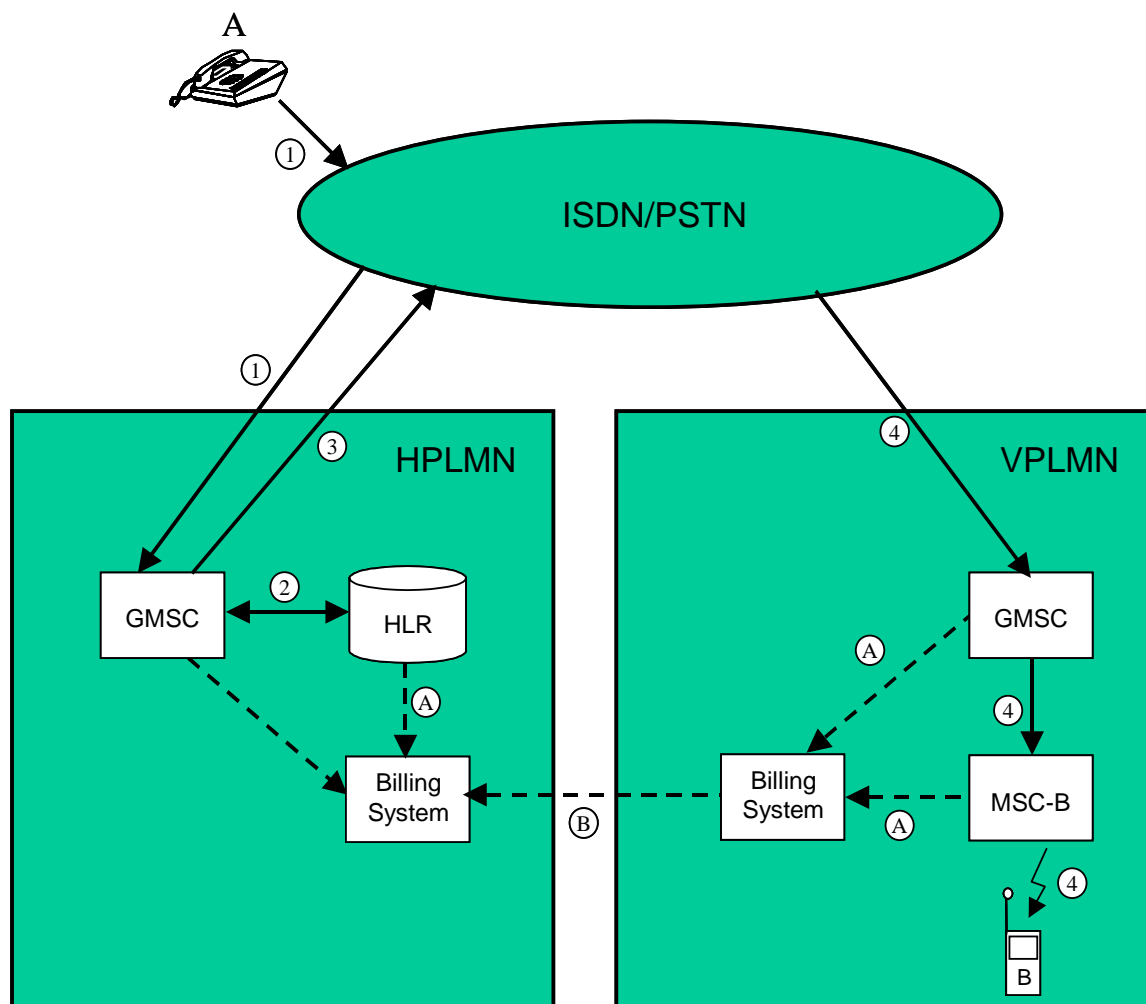 A
1
ISDN/PSTN
1
3
4
HPLMN
VPLMN
GMSC
2
HLR
GMSC
A
A
4
Billing
System
B
Billing
System
A
MSC-B
4
B